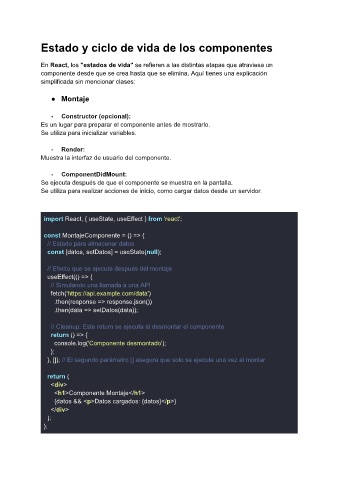 Estado y ciclo de vida de los componentes
En React, los "estados de vida" se refieren a las distintas etapas que atraviesa un
componente desde que se crea hasta que se elimina. Aquí tienes una explicación
simplificada sin mencionar clases:
● Montaje
- Constructor (opcional):
Es un lugar para preparar el componente antes de mostrarlo.
Se utiliza para inicializar variables.
- Render:
Muestra la interfaz de usuario del componente.
- ComponentDidMount:
Se ejecuta después de que el componente se muestra en la pantalla.
Se utiliza para realizar acciones de inicio, como cargar datos desde un servidor.
import React, { useState, useEffect } from 'react';
const MontajeComponente = () => {
// Estado para almacenar datos
const [datos, setDatos] = useState(null);
// Efecto que se ejecuta después del montaje
useEffect(() => {
// Simulando una llamada a una API
fetch('https://api.example.com/data')
.then(response => response.json())
.then(data => setDatos(data));
// Cleanup: Este return se ejecuta al desmontar el componente
return () => {
console.log('Componente desmontado');
};
}, []); // El segundo parámetro [] asegura que solo se ejecute una vez al montar
return (
<div>
<h1>Componente Montaje</h1>
{datos && <p>Datos cargados: {datos}</p>}
</div>
);
};